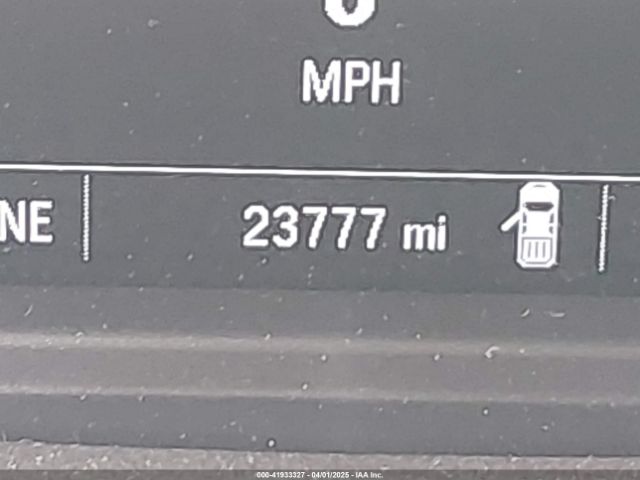 MPH
NE
23777 mi
000-41933327 - 04/01/2025 - IAA Inc.